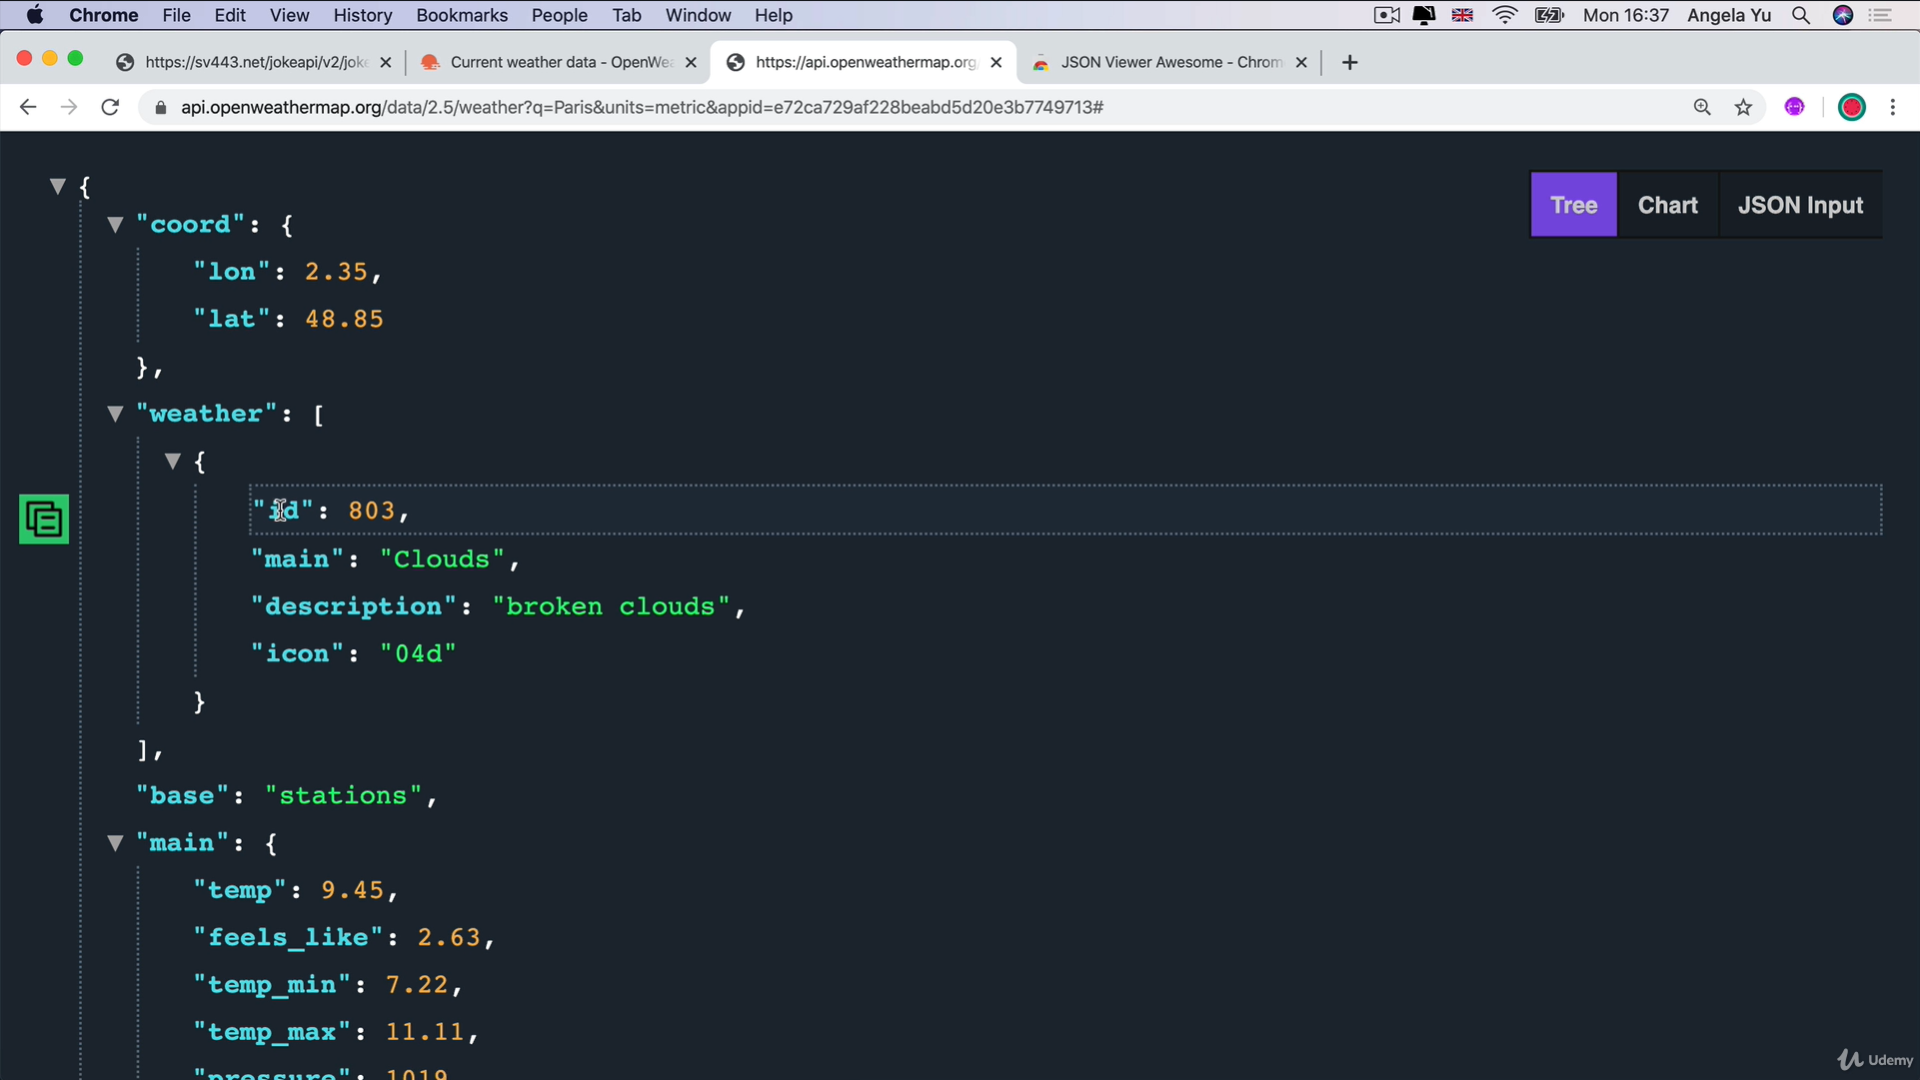 Chrome File Edit View History Bookmarks People Tab Window Help Mon 16:37 Angela Yu
https://sv443.net/jokeapi/v2/joke Current weather data - OpenWea https://api.openweathermap.org, JSON Viewer Awesome - Chrom
api.openweathermap.org/data/2.5/weather?q=Paris&units=metric&appid=e72ca729af228beabd5d20e3b7749713#
{
Tree Chart JSON Input
"coord": {
"lon": 2.35,
"lat": 48.85
},
"weather": [
{
"id": 803,
"main": "Clouds",
"description": "broken clouds",
"icon": "04d"
}
],
"base": "stations",
"main": {
"temp": 9.45,
"feels_like": 2.63,
"temp_min": 7.22,
"temp_max": 11.11,
"pressure": 1019
Udemy